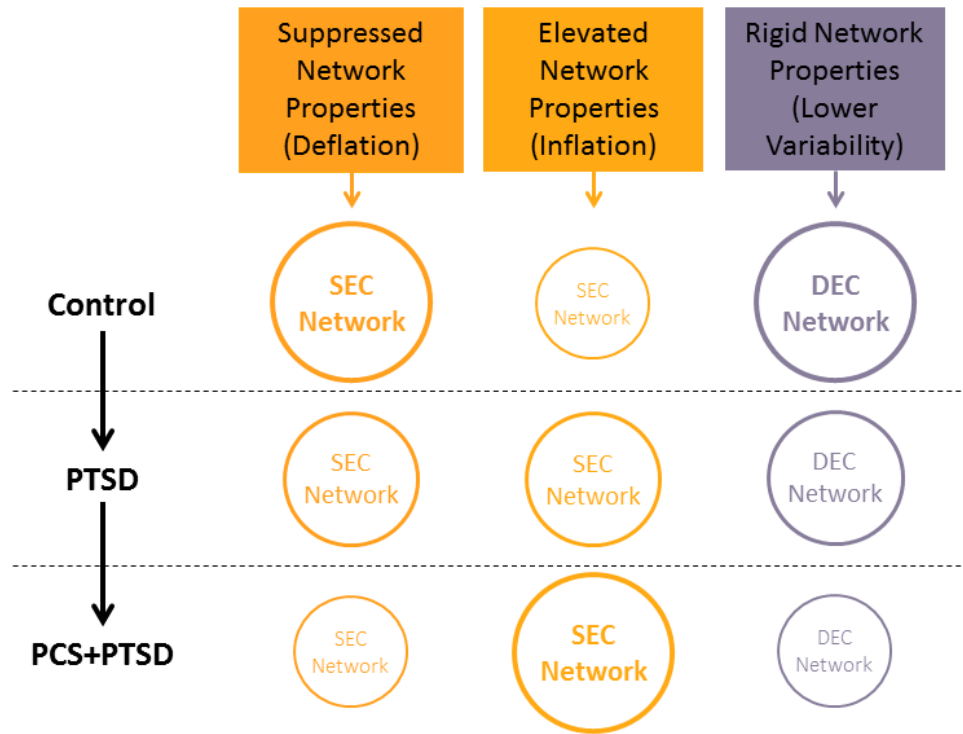 Suppressed
Network
Properties
(Deflation)
Elevated
Network
Properties
(Inflation)
Rigid Network
Properties
(Lower
Variability)
Control
SEC
Network
SEC
Network
DEC
Network
PTSD
SEC
Network
SEC
Network
DEC
Network
PCS+PTSD
SEC
Network
SEC
Network
DEC
Network